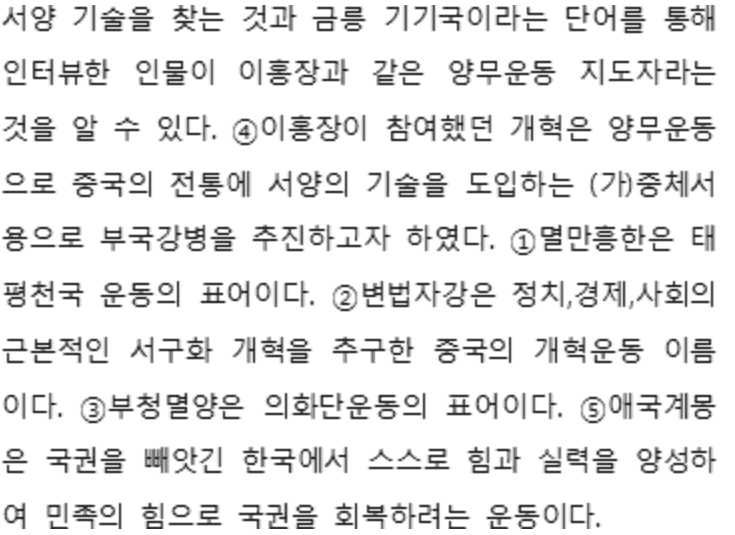 서양 기술을 찾는 것과 금릉 기기국이라는 단어를 통해
인터뷰한 인물이 이홍장과 같은 양무운동 지도자라는
것을 알 수 있다. ④이홍장이 참여했던 개혁은 양무운동
으로 중국의 전통에 서양의 기술을 도입하는 (가)중체서
용으로 부국강병을 추진하고자 하였다. ①멸만흥한은 태
평천국 운동의 표어이다. ②변법자강은 정치,경제,사회의
근본적인 서구화 개혁을 추구한 중국의 개혁운동 이름
이다. ③부청멸양은 의화단운동의 표어이다. ⑤애국계몽
은 국권을 빼앗긴 한국에서 스스로 힘과 실력을 양성하
여 민족의 힘으로 국권을 회복하려는 운동이다.